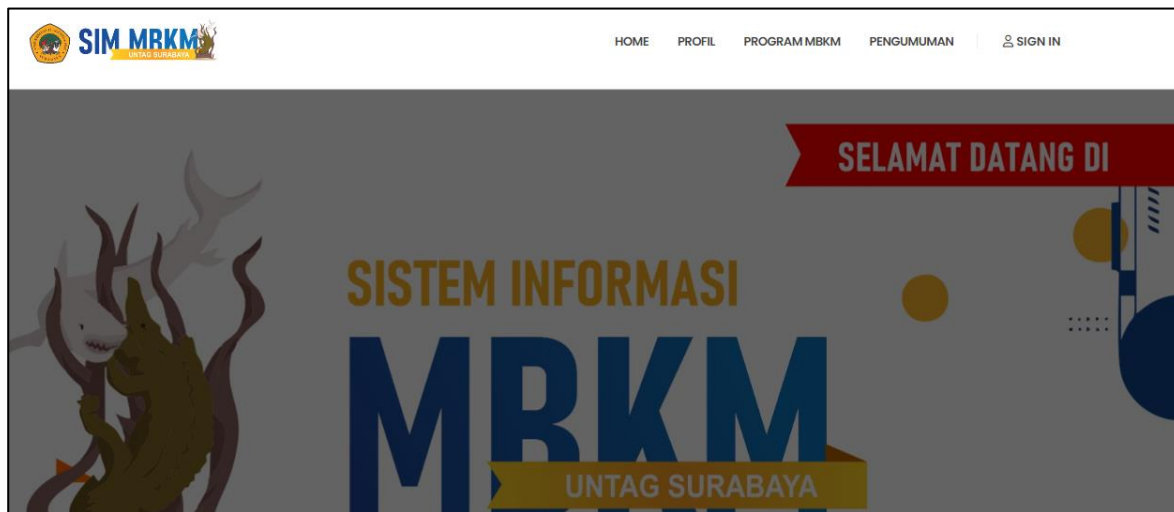 SIM MBKM
UNTAG SURABAYA
HOME PROFIL PROGRAM MBKM PENGUMUMAN SIGN IN
SELAMAT DATANG DI
SISTEM INFORMASI
MBKM
UNTAG SURABAYA